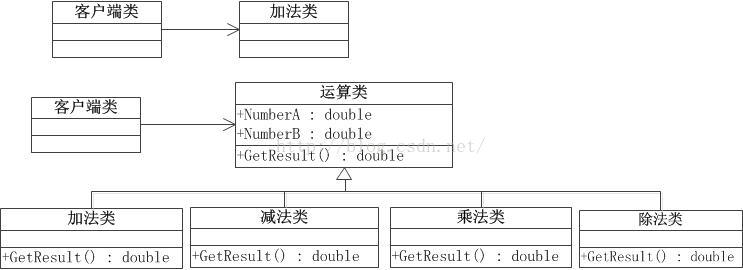 客户端类 加法类
运算类
客户端类
+NumberA : double
+NumberB : double
http://blog.csdn.net/
+GetResult() : double
加法类 减法类 乘法类 除法类
+GetResult() : double +GetResult() : double +GetResult() : double +GetResult() : double